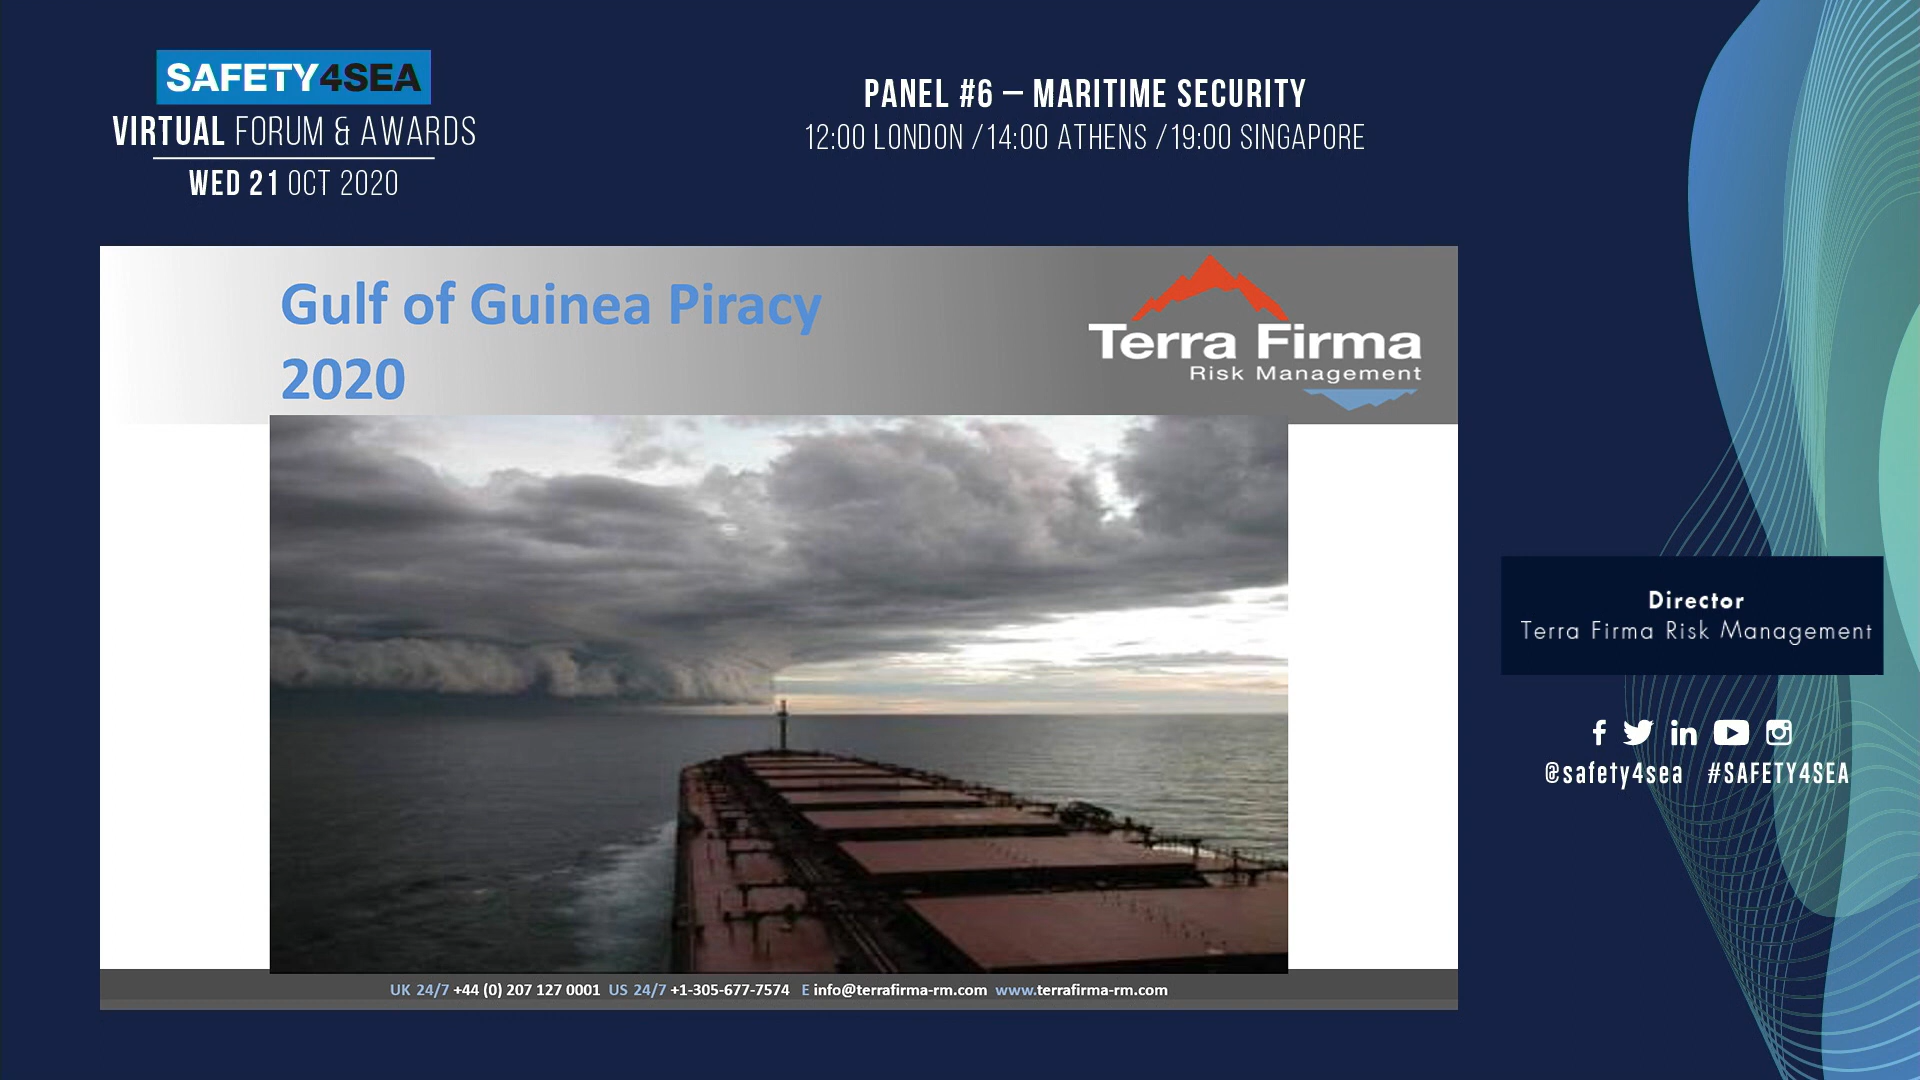 SAFETY4SEA
VIRTUAL FORUM & AWARDS
WED 21 OCT 2020
PANEL #6 – MARITIME SECURITY
12:00 LONDON / 14:00 ATHENS / 19:00 SINGAPORE
Gulf of Guinea Piracy
2020
Terra Firma
Risk Management
UK 24/7 +44 (0) 207 127 0001 US 24/7 +1-305-677-7574 E info@terrafirma-rm.com www.terrafirma-rm.com
Director
Terra Firma Risk Management
@safety4sea #SAFETY4SEA